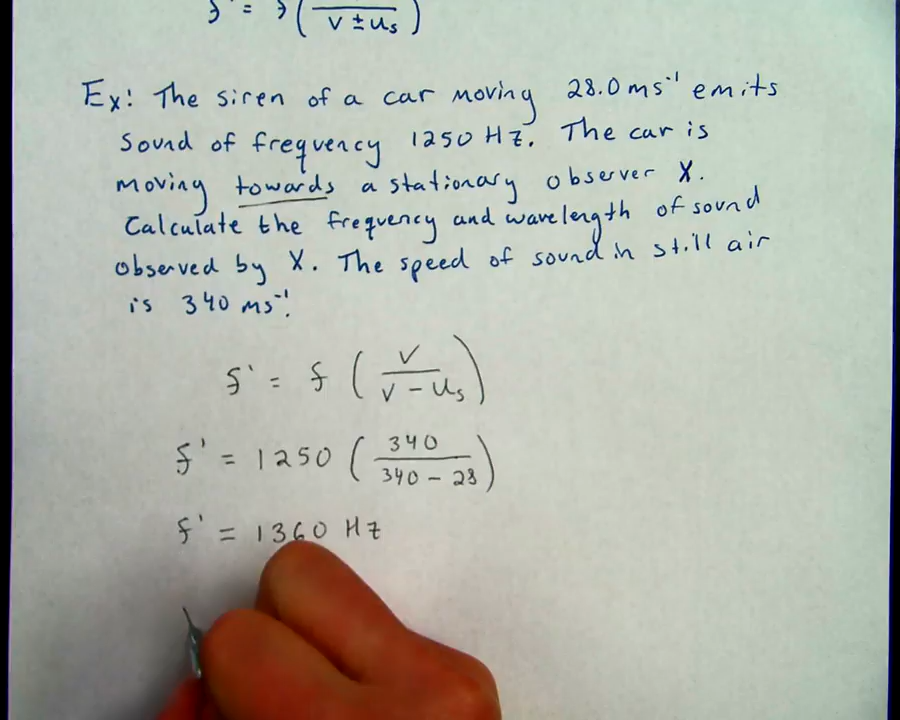 f' = f ( / v ± us )
Ex: The siren of a car moving 28.0 ms⁻¹ emits
sound of frequency 1250 Hz. The car is
moving towards a stationary observer X.
Calculate the frequency and wavelength of sound
observed by X. The speed of sound in still air
is 340 ms⁻¹.
f' = f ( v / v - us )
f' = 1250 ( 340 / 340 - 28 )
f' = 1360 Hz